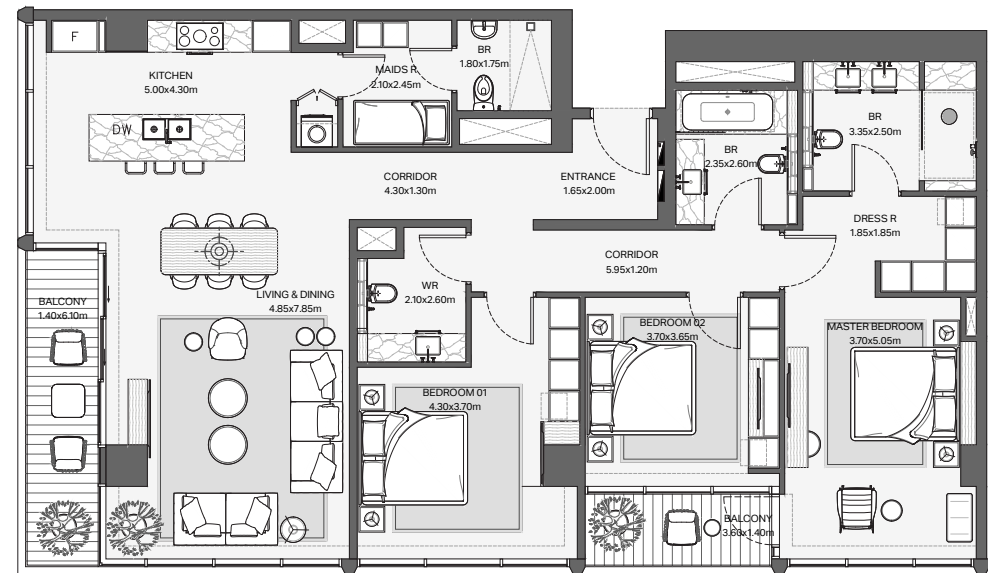 F
KITCHEN
5.00x4.30m
MAIDS R
2.10x2.45m
BR
1.80x1.75m
DW
CORRIDOR
4.30x1.30m
ENTRANCE
1.65x2.00m
BR
2.35x2.60m
BR
3.35x2.50m
DRESS R
1.85x1.85m
CORRIDOR
5.95x1.20m
WR
2.10x2.60m
LIVING & DINING
4.85x7.85m
BALCONY
1.40x6.10m
BEDROOM 01
4.30x3.70m
BEDROOM 02
3.70x3.65m
MASTER BEDROOM
3.70x5.05m
BALCONY
3.60x1.40m